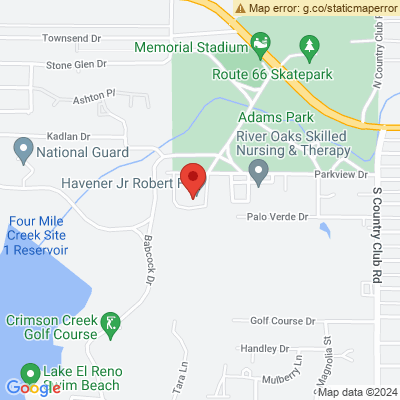 Map error: g.co/staticmaperror
Townsend Dr
Memorial Stadium
N Country Club R
Stone Glen Dr
Route 66 Skatepark
Ashton Pl
Adams Park
Kadlan Dr
River Oaks Skilled
Nursing & Therapy
National Guard
Havener Jr Robert
Parkview Dr
Palo Verde Dr
S Country Club Rd
Four Mile
Creek Site
1 Reservoir
Babcock Dr
Crimson Creek
Golf Course
Golf Course Dr
Handley Dr
Magnolia St
Lake El Reno
Swim Beach
Tara Ln
Mulberry Ln
Google
Map data ©2024